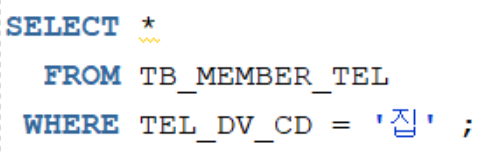 SELECT *
FROM TB_MEMBER_TEL
WHERE TEL_DV_CD = '집' ;